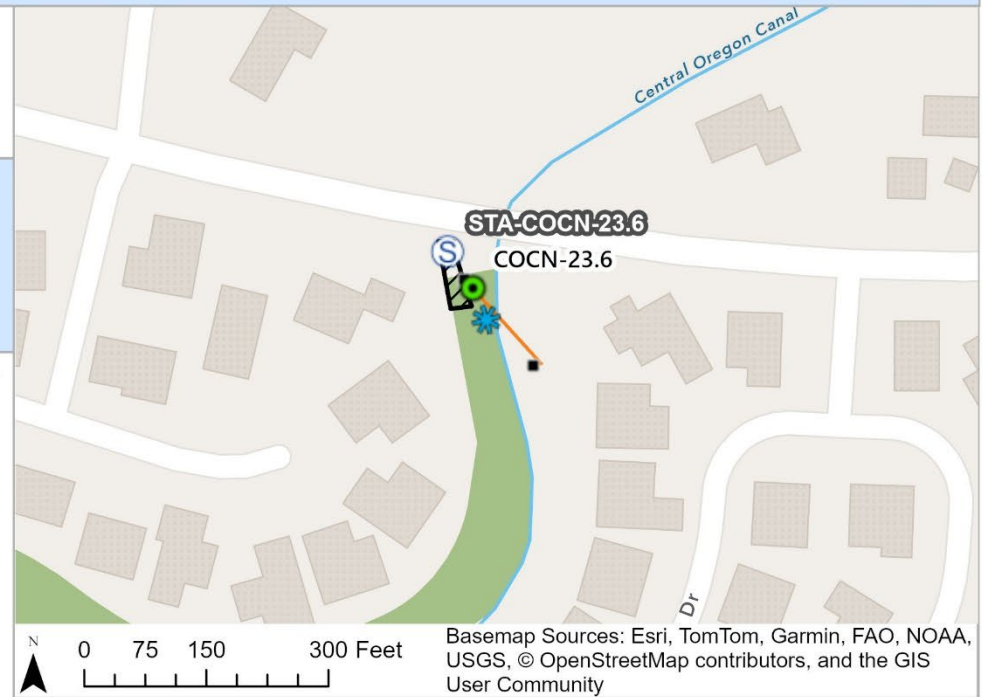 Central Oregon Canal
STA-COCN-23.6
S
COCN-23.6
Dr
N
0 75 150 300 Feet
Basemap Sources: Esri, TomTom, Garmin, FAO, NOAA,
USGS, © OpenStreetMap contributors, and the GIS
User Community